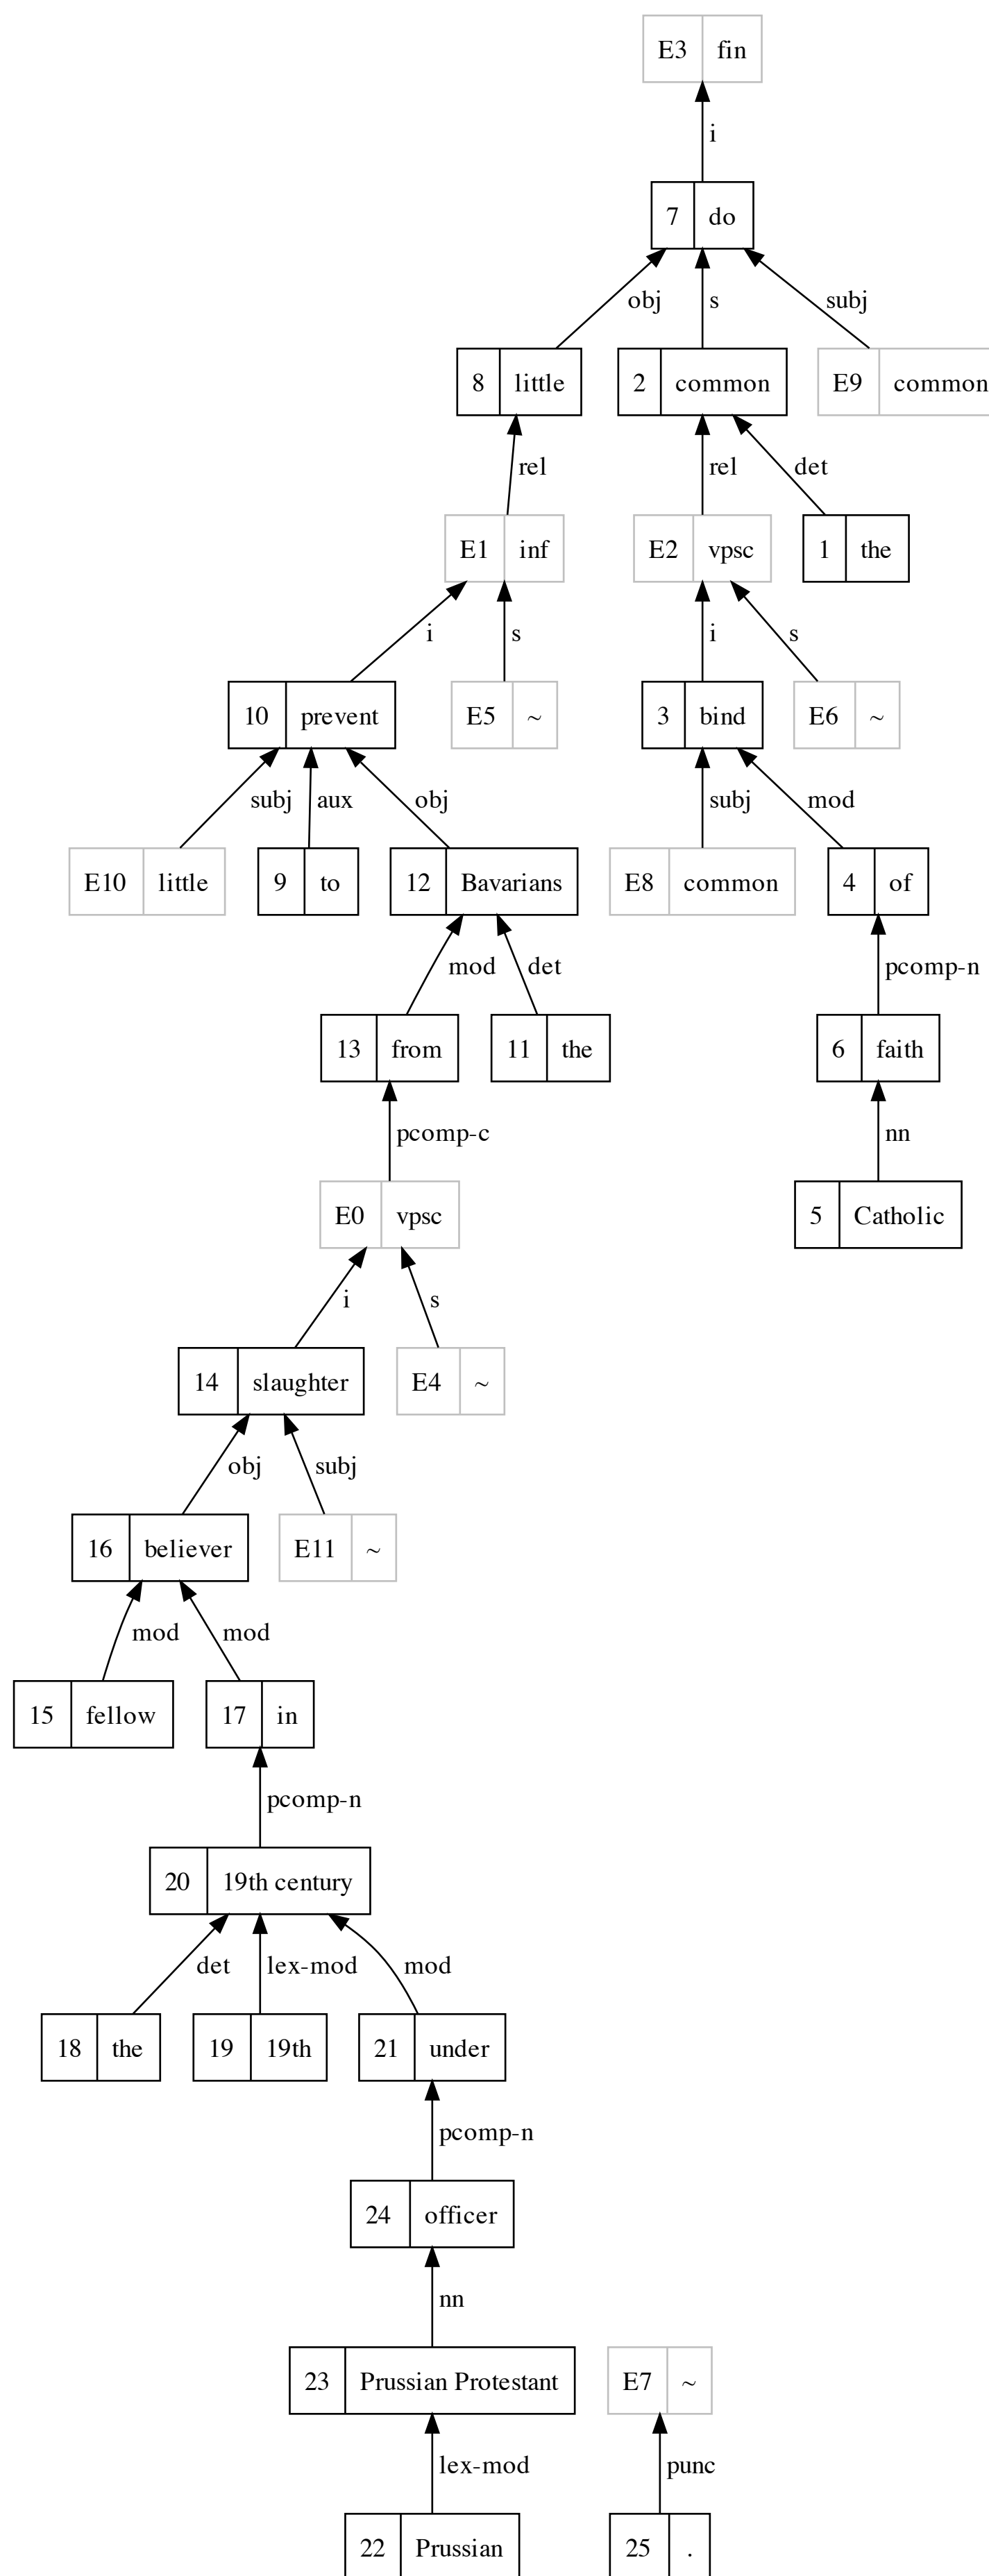 E3 fin
i
7 do
obj s subj
8 little 2 common E9 common
rel rel det
E1 inf E2 vpsc 1 the
i s i s
10 prevent E5 ~ 3 bind E6 ~
subj aux obj subj mod
E10 little 9 to 12 Bavarians E8 common 4 of
mod det pcomp-n
13 from 11 the 6 faith
pcomp-c nn
E0 vpsc 5 Catholic
i s
14 slaughter E4 ~
obj subj
16 believer E11 ~
mod mod
15 fellow 17 in
pcomp-n
20 19th century
det lex-mod mod
18 the 19 19th 21 under
pcomp-n
24 officer
nn
23 Prussian Protestant E7 ~
lex-mod punc
22 Prussian 25 .